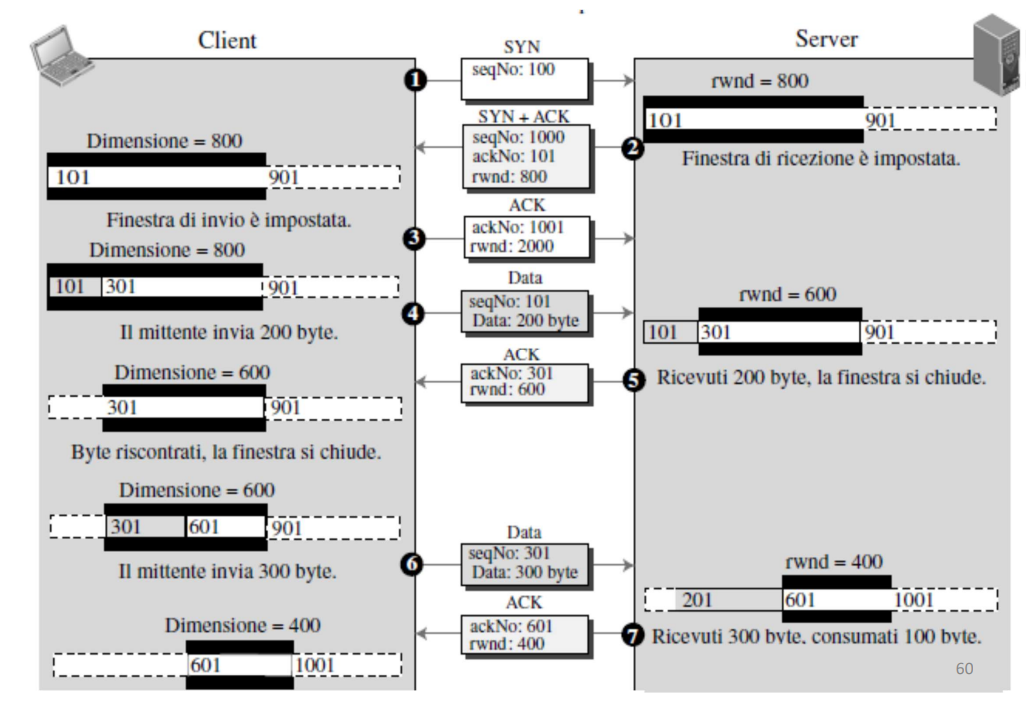 Client
Server
SYN
seqNo: 100
1
rwnd = 800
101
901
Finestra di ricezione è impostata.
SYN + ACK
seqNo: 1000
ackNo: 101
rwnd: 800
2
Dimensione = 800
101
901
Finestra di invio è impostata.
ACK
ackNo: 1001
rwnd: 2000
3
Dimensione = 800
101
301
901
Il mittente invia 200 byte.
Data
seqNo: 101
Data: 200 byte
4
rwnd = 600
101
301
901
Ricevuti 200 byte, la finestra si chiude.
ACK
ackNo: 301
rwnd: 600
5
Dimensione = 600
301
901
Byte riscontrati, la finestra si chiude.
Dimensione = 600
301
601
901
Il mittente invia 300 byte.
Data
seqNo: 301
Data: 300 byte
6
rwnd = 400
201
601
1001
Ricevuti 300 byte. consumati 100 byte.
ACK
ackNo: 601
rwnd: 400
7
Dimensione = 400
601
1001
60